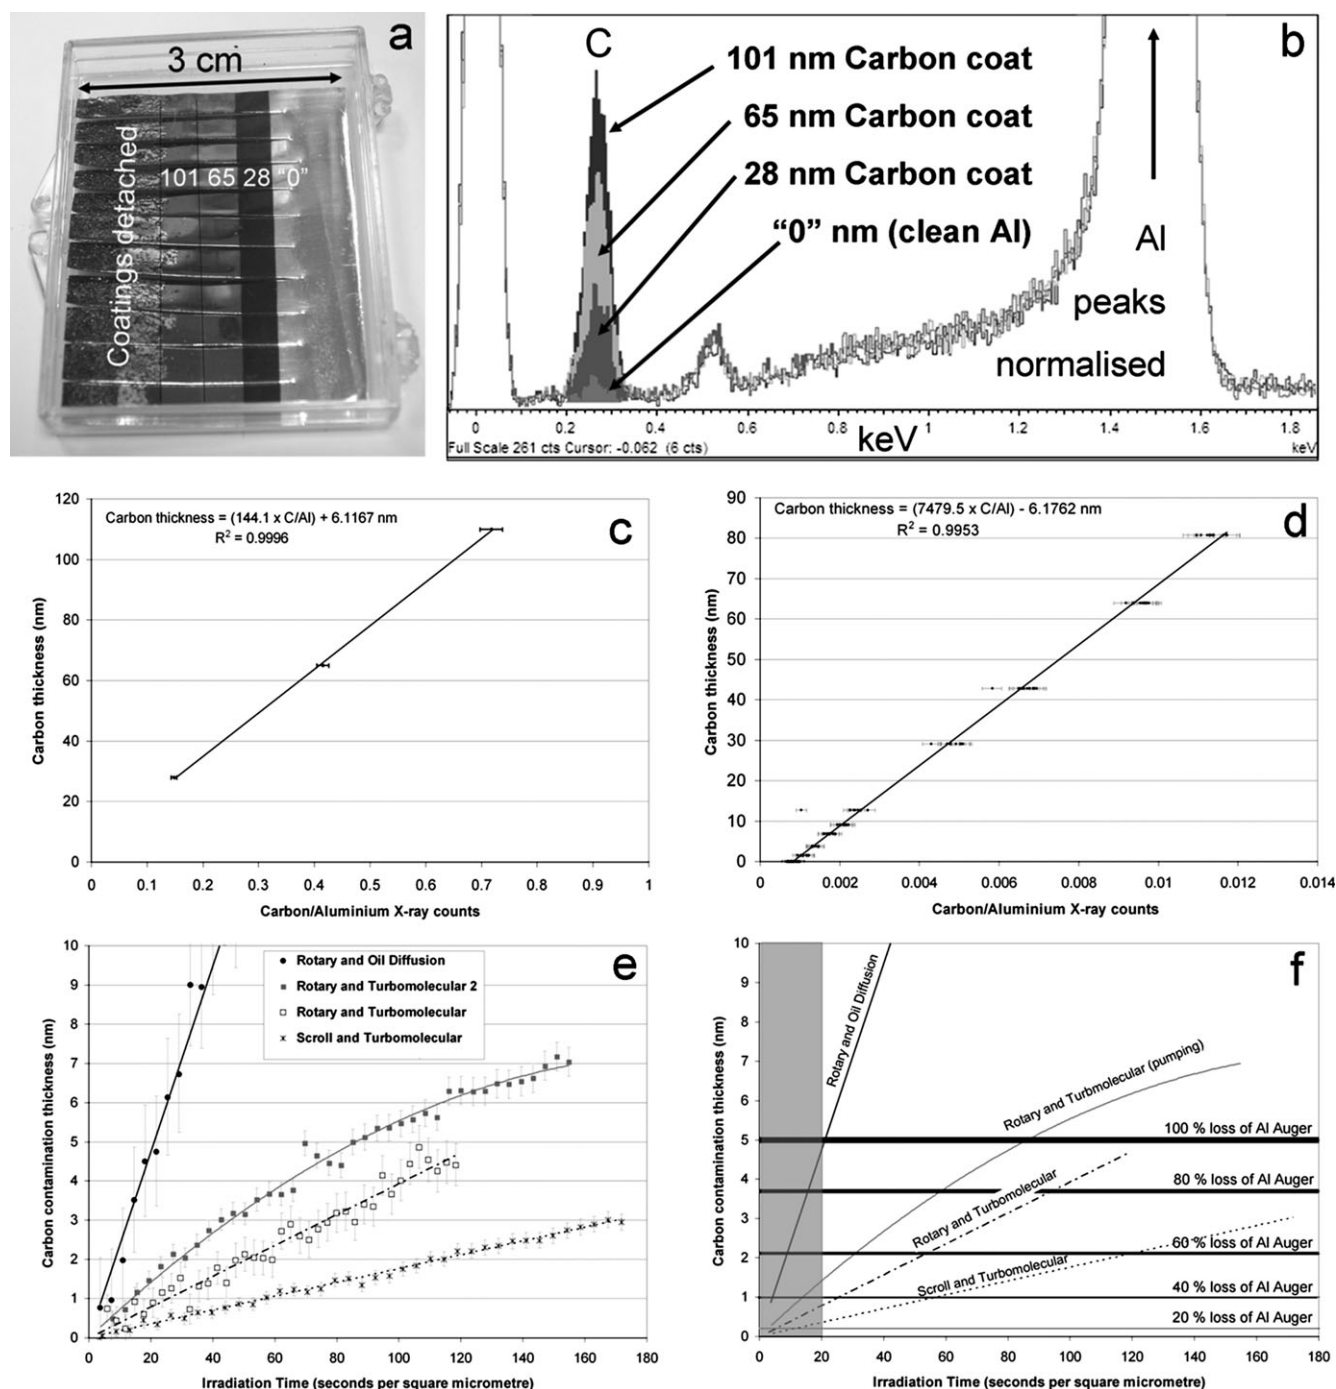 a
3 cm
Coatings detached
101 65 28 “0”
b
C
101 nm Carbon coat
65 nm Carbon coat
28 nm Carbon coat
“0” nm (clean Al)
Al
peaks
normalised
0 0.2 0.4 0.6 0.8 1.2 1.4 1.6 1.8
keV
Full Scale 261 cts Cursor: -0.062 (6 cts)
keV
c
Carbon thickness = (144.1 x C/Al) + 6.1167 nm
R² = 0.9996
Carbon thickness (nm)
120
100
80
60
40
20
0
0 0.1 0.2 0.3 0.4 0.5 0.6 0.7 0.8 0.9 1
Carbon/Aluminium X-ray counts
d
Carbon thickness = (7479.5 x C/Al) - 6.1762 nm
R² = 0.9953
Carbon thickness (nm)
90
80
70
60
50
40
30
20
10
0
0 0.002 0.004 0.006 0.008 0.01 0.012 0.014
Carbon/Aluminium X-ray counts
e
Rotary and Oil Diffusion
Rotary and Turbomolecular 2
Rotary and Turbomolecular
Scroll and Turbomolecular
Carbon contamination thickness (nm)
10
9
8
7
6
5
4
3
2
1
0
0 20 40 60 80 100 120 140 160 180
Irradiation Time (seconds per square micrometre)
f
Rotary and Oil Diffusion
Rotary and Turbmolecular (pumping)
Rotary and Turbomolecular
Scroll and Turbomolecular
100 % loss of Al Auger
80 % loss of Al Auger
60 % loss of Al Auger
40 % loss of Al Auger
20 % loss of Al Auger
Carbon contamination thickness (nm)
10
9
8
7
6
5
4
3
2
1
0
0 20 40 60 80 100 120 140 160 180
Irradiation Time (seconds per square micrometre)